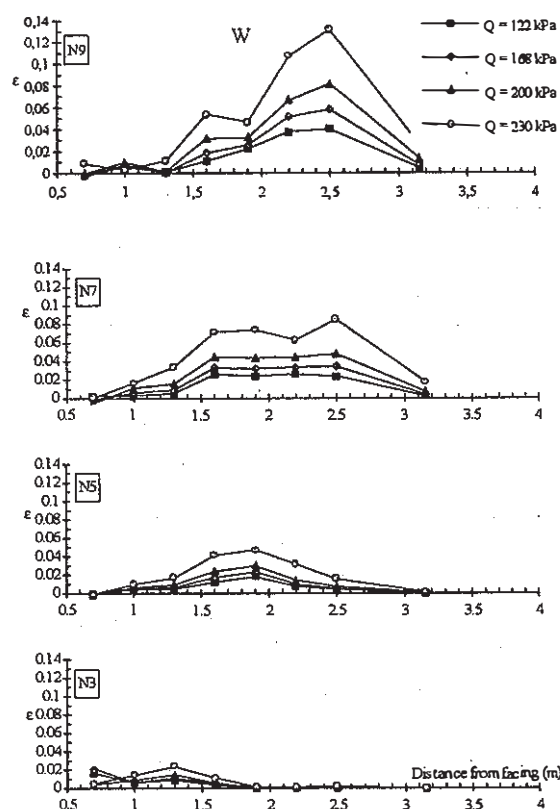 N9
W
ε
0,14
0,12
0,1
0,08
0,06
0,04
0,02
0
0,5 1 1,5 2 2,5 3 3,5 4
Q = 122 kPa
Q = 168 kPa
Q = 200 kPa
Q = 230 kPa
N7
ε
0.14
0.12
0.1
0.08
0.06
0.04
0.02
0
0.5 1 1.5 2 2.5 3 3.5 4
N5
ε
0.14
0.12
0.1
0.08
0.06
0.04
0.02
0
0.5 1 1.5 2 2.5 3 3.5 4
N3
ε
0.14
0.12
0.1
0.08
0.06
0.04
0.02
0
Distance from facing (m)
0.5 1 1.5 2 2.5 3 3.5 4